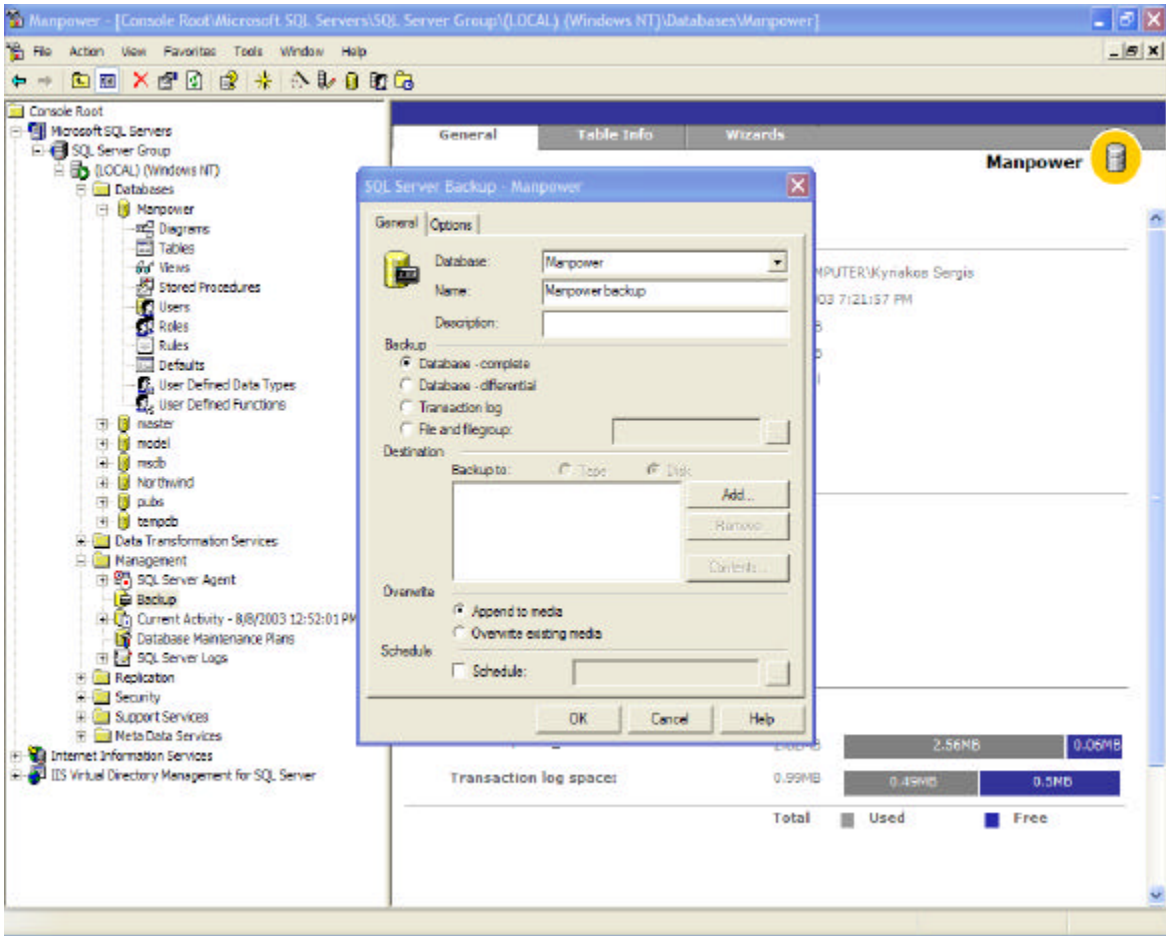 Manpower - [Console Root\Microsoft SQL Servers\SQL Server Group\(LOCAL) (Windows NT)\Databases\Manpower]
File Action View Favorites Tools Window Help
Console Root
Microsoft SQL Servers
SQL Server Group
(LOCAL) (Windows NT)
Databases
Manpower
Diagrams
Tables
Views
Stored Procedures
Users
Roles
Rules
Defaults
User Defined Data Types
User Defined Functions
master
model
msdb
Northwind
pubs
tempdb
Data Transformation Services
Management
SQL Server Agent
Backup
Current Activity - 8/8/2003 12:52:01 PM
Database Maintenance Plans
SQL Server Logs
Replication
Security
Support Services
Meta Data Services
Internet Information Services
IIS Virtual Directory Management for SQL Server
General Table Info Wizards
Manpower
SQL Server Backup - Manpower
General Options
Database: Manpower
Name: Manpower backup
Description:
Backup
Database - complete
Database - differential
Transaction log
File and filegroup:
Destination
Backup to: Tape Disk
Add...
Remove
Contents...
Overwrite
Append to media
Overwrite existing media
Schedule
Schedule:
OK Cancel Help
MPUTER\Kyriakos Sergis
03 7:21:57 PM
2.56MB 0.06MB
Transaction log space: 0.99MB 0.49MB 0.5MB
Total Used Free